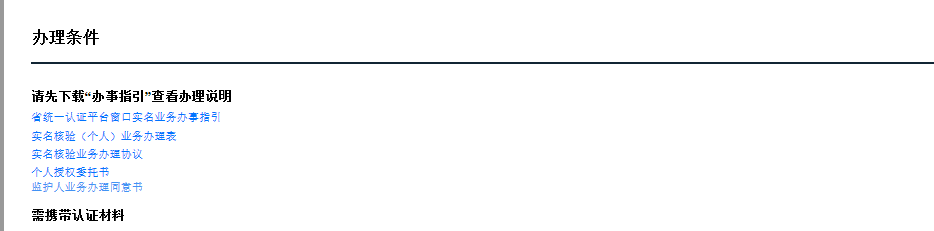 办理条件
请先下载“办事指引”查看办理说明
省统一认证平台窗口实名业务办事指引
实名核验（个人）业务办理表
实名核验业务办理协议
个人授权委托书
监护人业务办理同意书
需携带认证材料